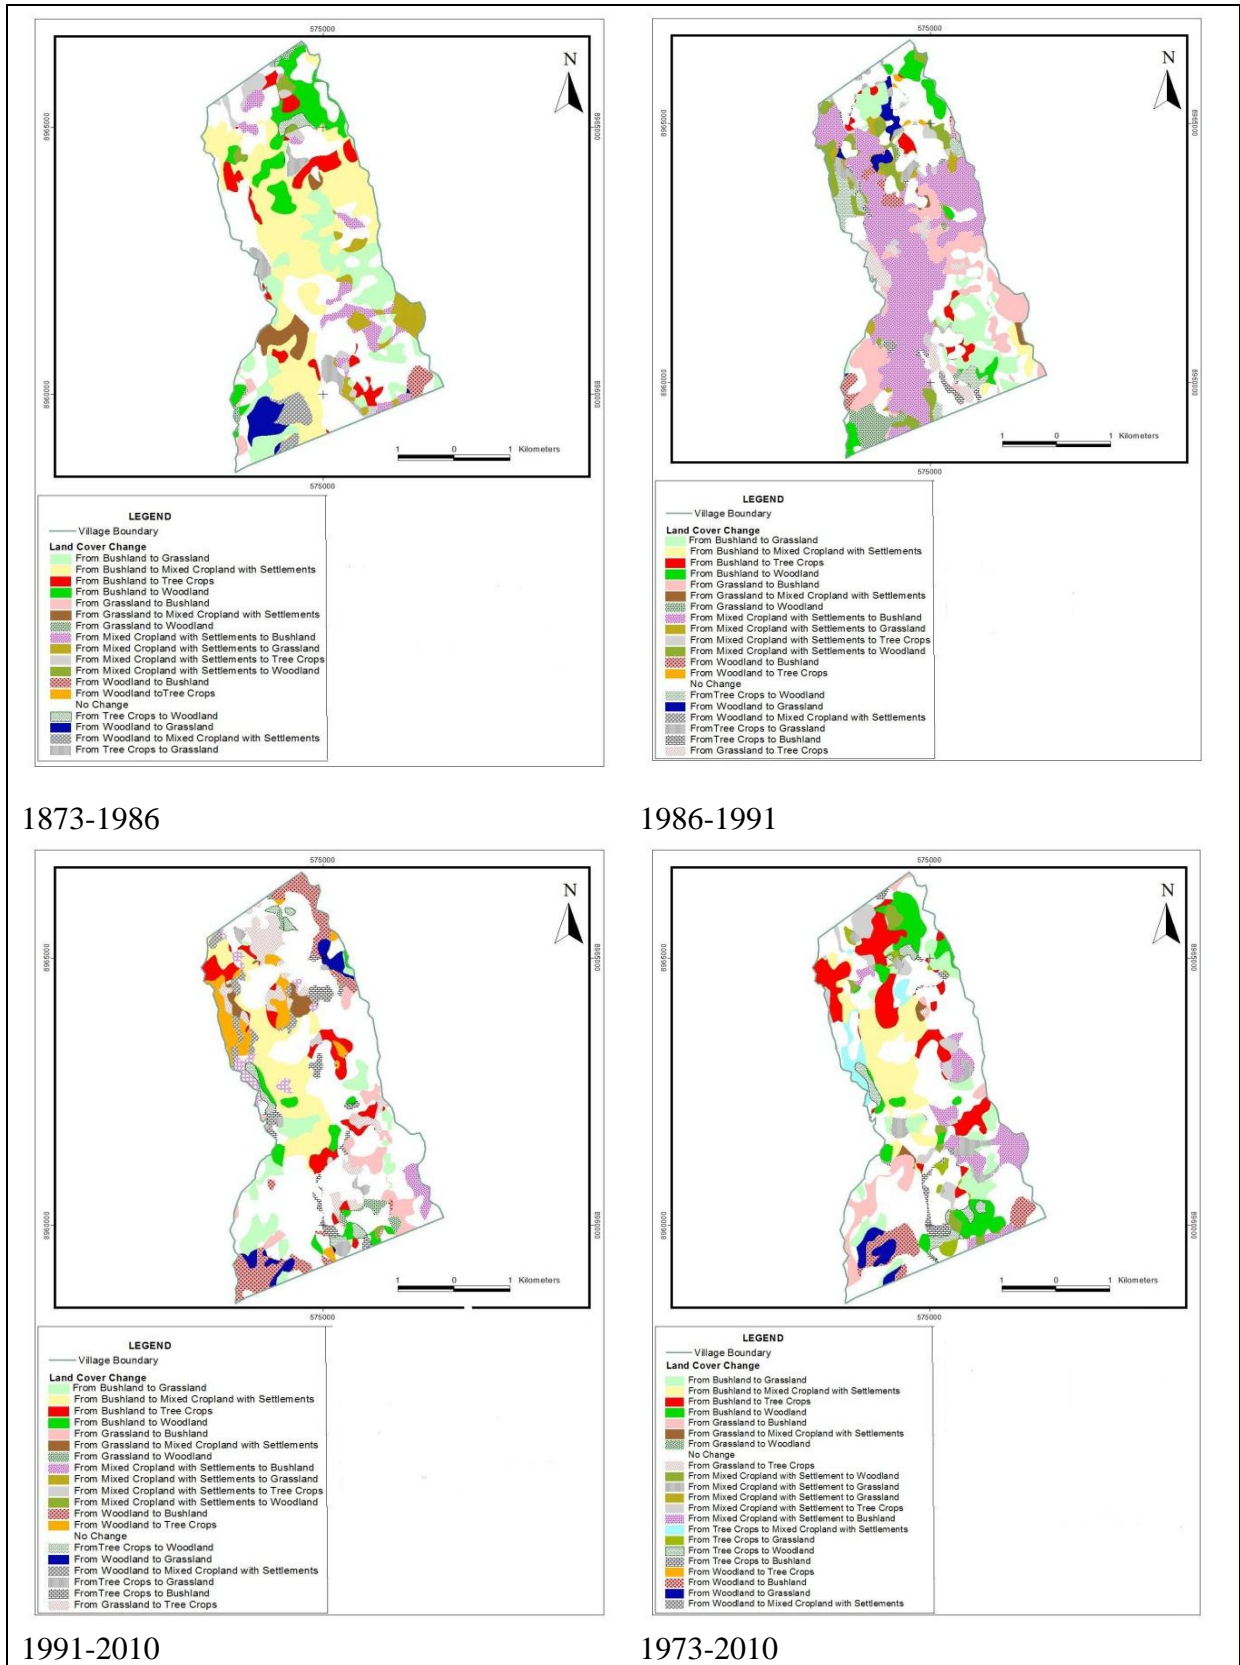 575000
N
8965000
8965000
8960000
8960000
1 0 1 Kilometers
575000
LEGEND
Village Boundary
Land Cover Change
From Bushland to Grassland
From Bushland to Mixed Cropland with Settlements
From Bushland to Tree Crops
From Bushland to Woodland
From Grassland to Bushland
From Grassland to Mixed Cropland with Settlements
From Grassland to Woodland
From Mixed Cropland with Settlements to Bushland
From Mixed Cropland with Settlements to Grassland
From Mixed Cropland with Settlements to Tree Crops
From Mixed Cropland with Settlements to Woodland
From Woodland to Bushland
From Woodland toTree Crops
No Change
From Tree Crops to Woodland
From Woodland to Grassland
From Woodland to Mixed Cropland with Settlements
From Tree Crops to Grassland
1873-1986
575000
N
8965000
8965000
8960000
8960000
1 0 1 Kilometers
575000
LEGEND
Village Boundary
Land Cover Change
From Bushland to Grassland
From Bushland to Mixed Cropland with Settlements
From Bushland to Tree Crops
From Bushland to Woodland
From Grassland to Bushland
From Grassland to Mixed Cropland with Settlements
From Grassland to Woodland
From Mixed Cropland with Settlements to Bushland
From Mixed Cropland with Settlements to Grassland
From Mixed Cropland with Settlements to Tree Crops
From Mixed Cropland with Settlements to Woodland
From Woodland to Bushland
From Woodland to Tree Crops
No Change
FromTree Crops to Woodland
From Woodland to Grassland
From Woodland to Mixed Cropland with Settlements
FromTree Crops to Grassland
FromTree Crops to Bushland
From Grassland to Tree Crops
1986-1991
575000
N
8965000
8965000
8960000
8960000
1 0 1 Kilometers
575000
LEGEND
Village Boundary
Land Cover Change
From Bushland to Grassland
From Bushland to Mixed Cropland with Settlements
From Bushland to Tree Crops
From Bushland to Woodland
From Grassland to Bushland
From Grassland to Mixed Cropland with Settlements
From Grassland to Woodland
From Mixed Cropland with Settlements to Bushland
From Mixed Cropland with Settlements to Grassland
From Mixed Cropland with Settlements to Tree Crops
From Mixed Cropland with Settlements to Woodland
From Woodland to Bushland
From Woodland to Tree Crops
No Change
FromTree Crops to Woodland
From Woodland to Grassland
From Woodland to Mixed Cropland with Settlements
FromTree Crops to Grassland
FromTree Crops to Bushland
From Grassland to Tree Crops
1991-2010
575000
N
8965000
8965000
8960000
8960000
1 0 1 Kilometers
575000
LEGEND
Village Boundary
Land Cover Change
From Bushland to Grassland
From Bushland to Mixed Cropland with Settlements
From Bushland to Tree Crops
From Bushland to Woodland
From Grassland to Bushland
From Grassland to Mixed Cropland with Settlements
From Grassland to Woodland
No Change
From Grassland to Tree Crops
From Mixed Cropland with Settlement to Woodland
From Mixed Cropland with Settlement to Grassland
From Mixed Cropland with Settlement to Grassland
From Mixed Cropland with Settlement to Tree Crops
From Mixed Cropland with Settlement to Bushland
From Tree Crops to Mixed Cropland with Settlements
From Tree Crops to Grassland
From Tree Crops to Woodland
From Tree Crops to Bushland
From Woodland to Tree Crops
From Woodland to Bushland
From Woodland to Grassland
From Woodland to Mixed Cropland with Settlements
1973-2010